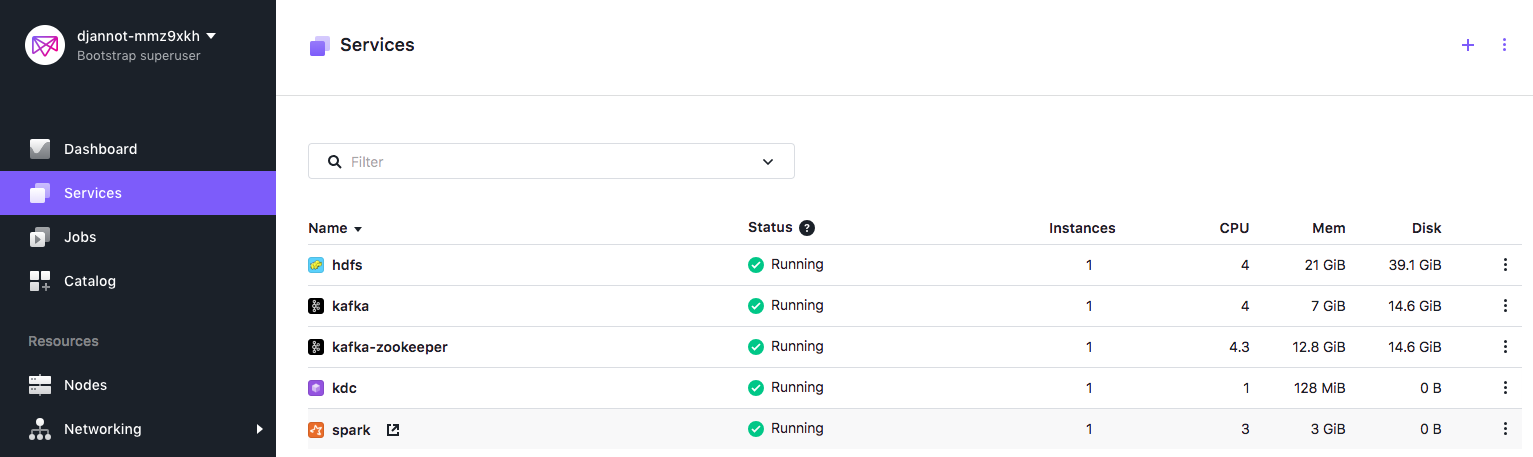 djannot-mmz9xkh
Bootstrap superuser
Dashboard
Services
Jobs
Catalog
Resources
Nodes
Networking
Services
Filter
Name Status ? Instances CPU Mem Disk
hdfs Running 1 4 21 GiB 39.1 GiB
kafka Running 1 4 7 GiB 14.6 GiB
kafka-zookeeper Running 1 4.3 12.8 GiB 14.6 GiB
kdc Running 1 1 128 MiB 0 B
spark Running 1 3 3 GiB 0 B